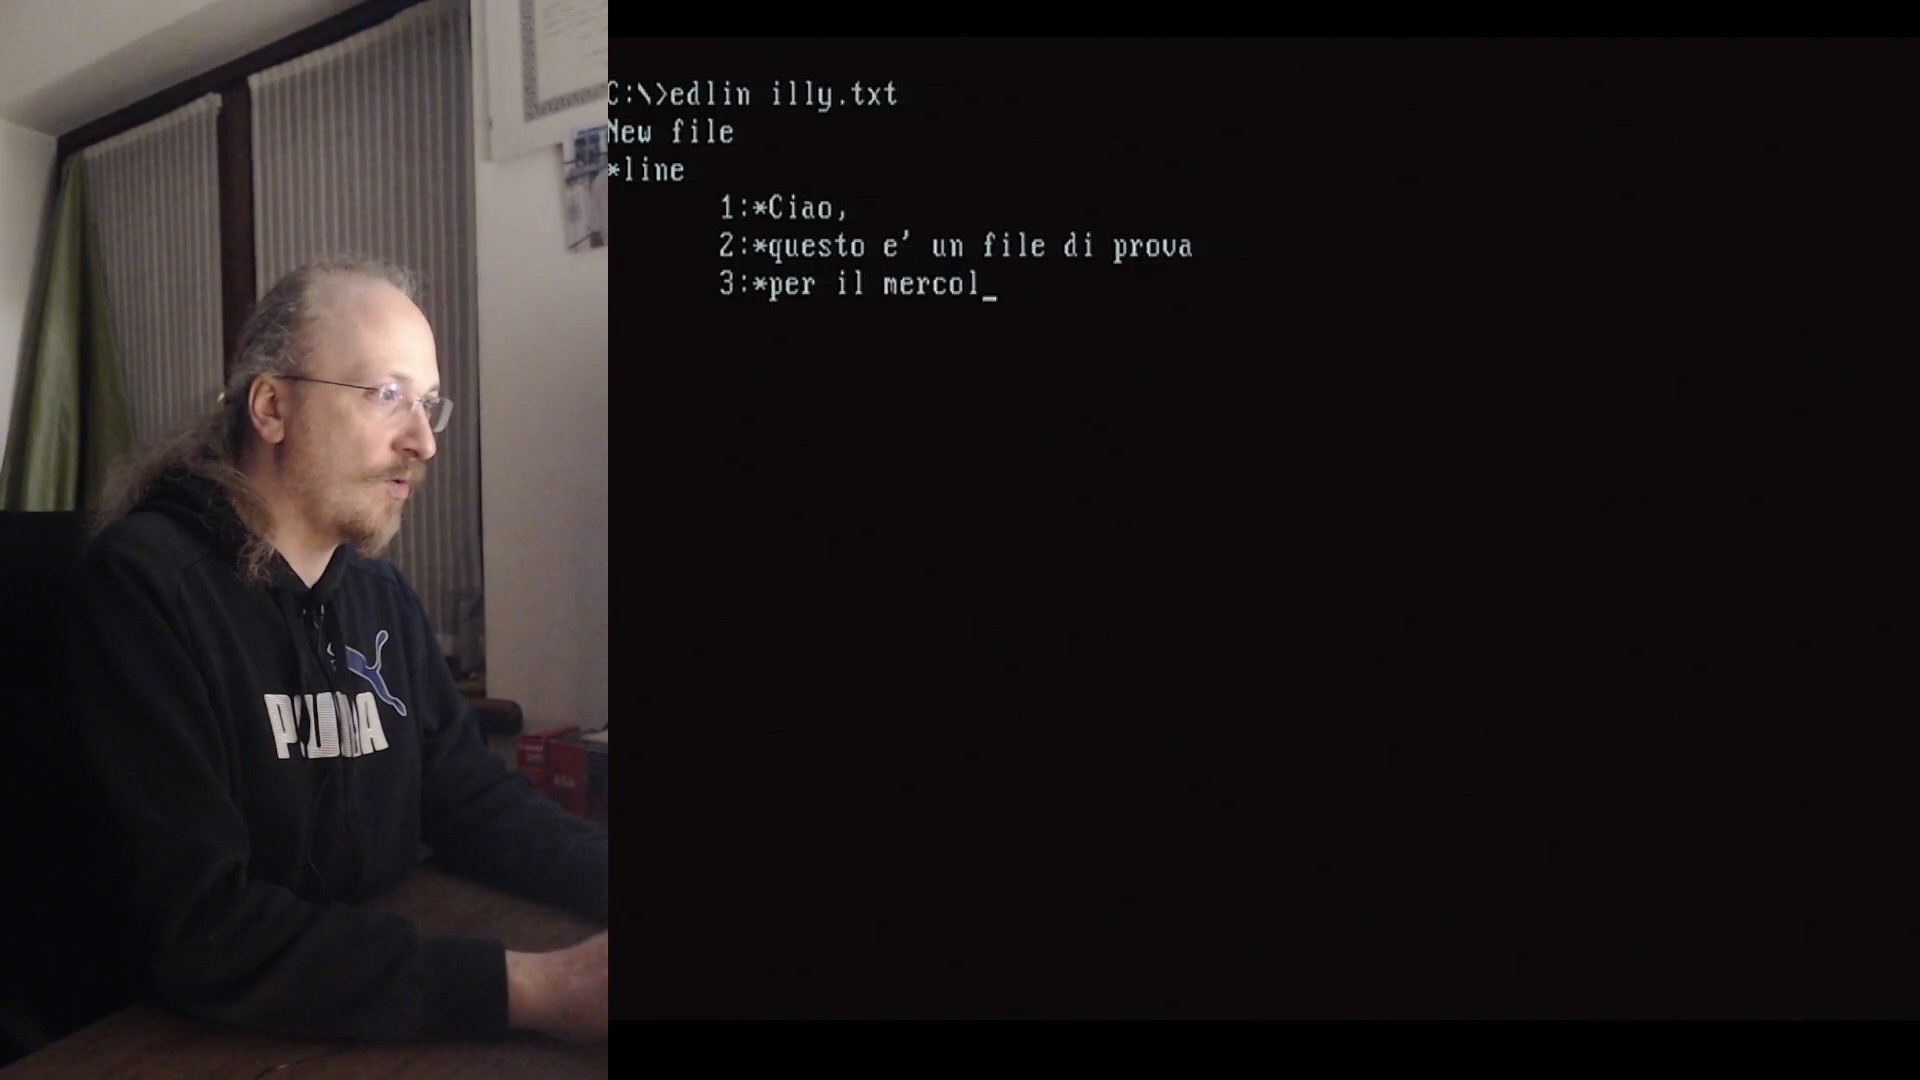 C:\>edlin illy.txt
New file
*line
1:*Ciao,
2:*questo e' un file di prova
3:*per il mercol_
PUMA